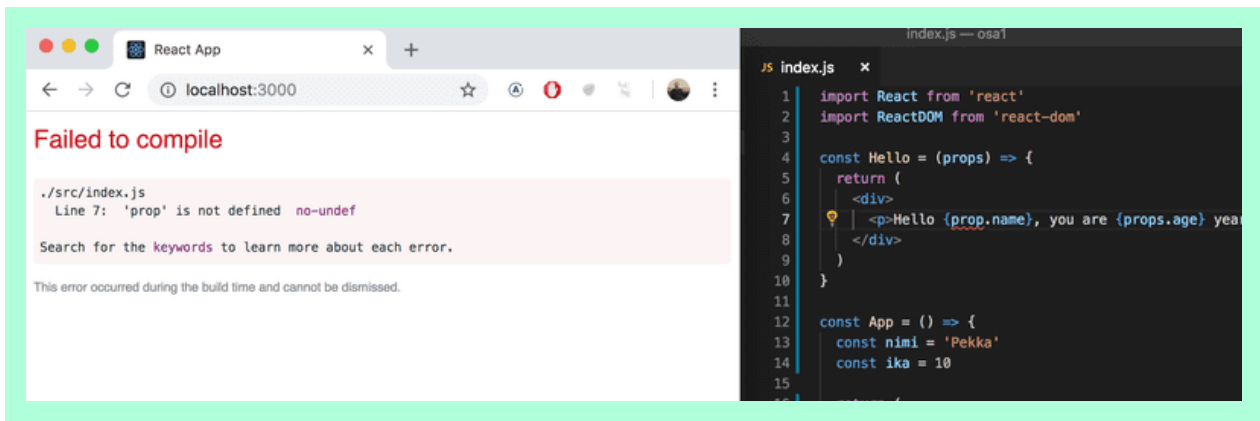 React App
localhost:3000
Failed to compile
./src/index.js
Line 7: 'prop' is not defined no-undef
Search for the keywords to learn more about each error.
This error occurred during the build time and cannot be dismissed.
index.js — osa1
JS index.js
1 import React from 'react'
2 import ReactDOM from 'react-dom'
3
4 const Hello = (props) => {
5 return (
6 <div>
7 <p>Hello {prop.name}, you are {props.age} year
8 </div>
9 )
10 }
11
12 const App = () => {
13 const nimi = 'Pekka'
14 const ika = 10
15